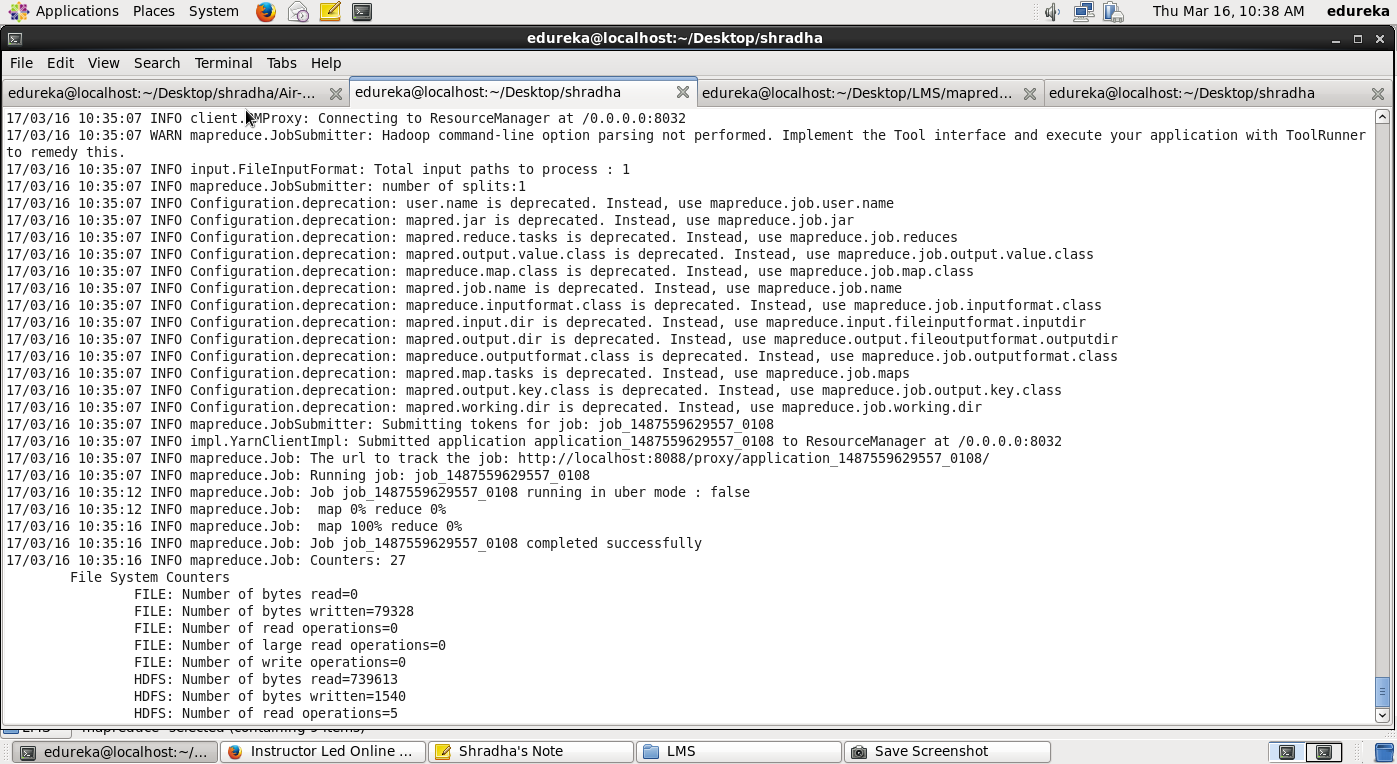 Applications Places System Thu Mar 16, 10:38 AM edureka
edureka@localhost:~/Desktop/shradha
File Edit View Search Terminal Tabs Help
edureka@localhost:~/Desktop/shradha/Air-... edureka@localhost:~/Desktop/shradha edureka@localhost:~/Desktop/LMS/mapred... edureka@localhost:~/Desktop/shradha
17/03/16 10:35:07 INFO client.RMProxy: Connecting to ResourceManager at /0.0.0.0:8032
17/03/16 10:35:07 WARN mapreduce.JobSubmitter: Hadoop command-line option parsing not performed. Implement the Tool interface and execute your application with ToolRunner
to remedy this.
17/03/16 10:35:07 INFO input.FileInputFormat: Total input paths to process : 1
17/03/16 10:35:07 INFO mapreduce.JobSubmitter: number of splits:1
17/03/16 10:35:07 INFO Configuration.deprecation: user.name is deprecated. Instead, use mapreduce.job.user.name
17/03/16 10:35:07 INFO Configuration.deprecation: mapred.jar is deprecated. Instead, use mapreduce.job.jar
17/03/16 10:35:07 INFO Configuration.deprecation: mapred.reduce.tasks is deprecated. Instead, use mapreduce.job.reduces
17/03/16 10:35:07 INFO Configuration.deprecation: mapred.output.value.class is deprecated. Instead, use mapreduce.job.output.value.class
17/03/16 10:35:07 INFO Configuration.deprecation: mapreduce.map.class is deprecated. Instead, use mapreduce.job.map.class
17/03/16 10:35:07 INFO Configuration.deprecation: mapred.job.name is deprecated. Instead, use mapreduce.job.name
17/03/16 10:35:07 INFO Configuration.deprecation: mapreduce.inputformat.class is deprecated. Instead, use mapreduce.job.inputformat.class
17/03/16 10:35:07 INFO Configuration.deprecation: mapred.input.dir is deprecated. Instead, use mapreduce.input.fileinputformat.inputdir
17/03/16 10:35:07 INFO Configuration.deprecation: mapred.output.dir is deprecated. Instead, use mapreduce.output.fileoutputformat.outputdir
17/03/16 10:35:07 INFO Configuration.deprecation: mapreduce.outputformat.class is deprecated. Instead, use mapreduce.job.outputformat.class
17/03/16 10:35:07 INFO Configuration.deprecation: mapred.map.tasks is deprecated. Instead, use mapreduce.job.maps
17/03/16 10:35:07 INFO Configuration.deprecation: mapred.output.key.class is deprecated. Instead, use mapreduce.job.output.key.class
17/03/16 10:35:07 INFO Configuration.deprecation: mapred.working.dir is deprecated. Instead, use mapreduce.job.working.dir
17/03/16 10:35:07 INFO mapreduce.JobSubmitter: Submitting tokens for job: job_1487559629557_0108
17/03/16 10:35:07 INFO impl.YarnClientImpl: Submitted application application_1487559629557_0108 to ResourceManager at /0.0.0.0:8032
17/03/16 10:35:07 INFO mapreduce.Job: The url to track the job: http://localhost:8088/proxy/application_1487559629557_0108/
17/03/16 10:35:07 INFO mapreduce.Job: Running job: job_1487559629557_0108
17/03/16 10:35:12 INFO mapreduce.Job: Job job_1487559629557_0108 running in uber mode : false
17/03/16 10:35:12 INFO mapreduce.Job:  map 0% reduce 0%
17/03/16 10:35:16 INFO mapreduce.Job:  map 100% reduce 0%
17/03/16 10:35:16 INFO mapreduce.Job: Job job_1487559629557_0108 completed successfully
17/03/16 10:35:16 INFO mapreduce.Job: Counters: 27
File System Counters
FILE: Number of bytes read=0
FILE: Number of bytes written=79328
FILE: Number of read operations=0
FILE: Number of large read operations=0
FILE: Number of write operations=0
HDFS: Number of bytes read=739613
HDFS: Number of bytes written=1540
HDFS: Number of read operations=5
edureka@localhost:~/... Instructor Led Online ... Shradha's Note LMS Save Screenshot